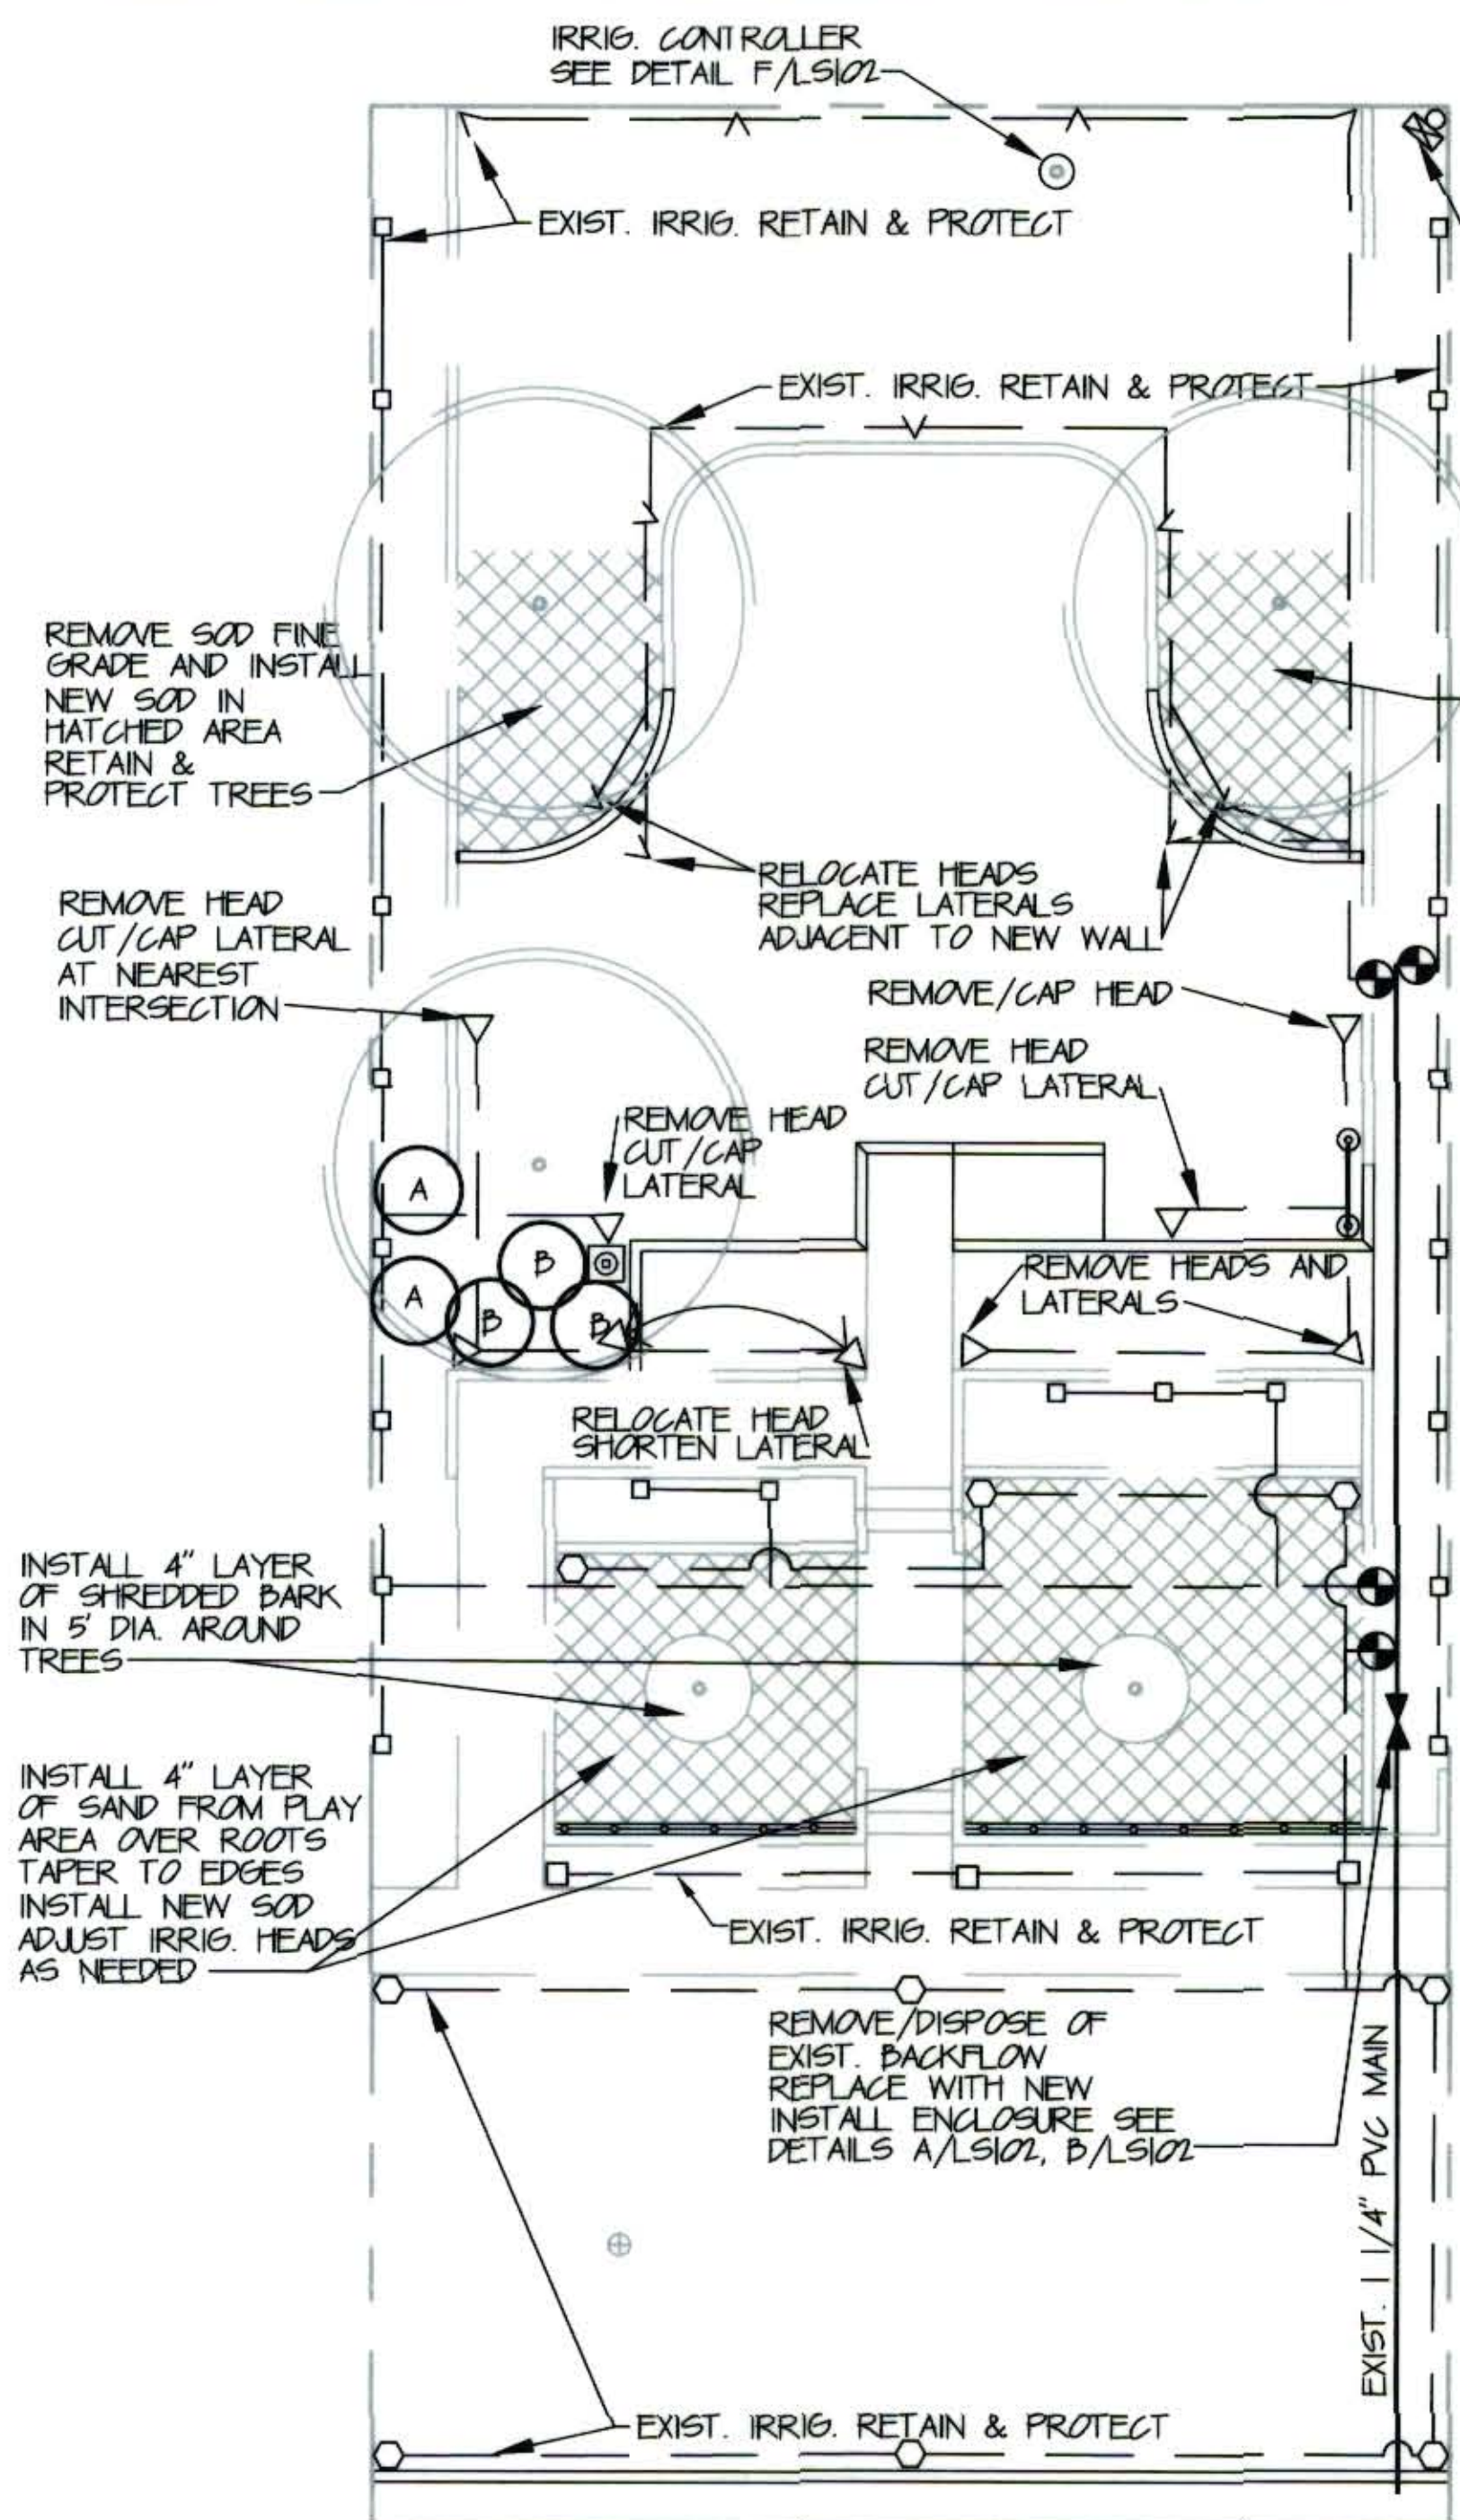 IRRIG. CONTROLLER
SEE DETAIL F/LS102
EXIST. IRRIG. RETAIN & PROTECT
EXIST. IRRIG. RETAIN & PROTECT
REMOVE SOD FINE
GRADE AND INSTALL
NEW SOD IN
HATCHED AREA
RETAIN &
PROTECT TREES
RELOCATE HEADS
REPLACE LATERALS
ADJACENT TO NEW WALL
REMOVE HEAD
CUT/CAP LATERAL
AT NEAREST
INTERSECTION
REMOVE/CAP HEAD
REMOVE HEAD
CUT/CAP LATERAL
REMOVE HEAD
CUT/CAP
LATERAL
A
B
A
B
B
REMOVE HEADS AND
LATERALS
RELOCATE HEAD
SHORTEN LATERAL
INSTALL 4" LAYER
OF SHREDDED BARK
IN 5' DIA. AROUND
TREES
INSTALL 4" LAYER
OF SAND FROM PLAY
AREA OVER ROOTS
TAPER TO EDGES
INSTALL NEW SOD
ADJUST IRRIG. HEADS
AS NEEDED
EXIST. IRRIG. RETAIN & PROTECT
REMOVE/DISPOSE OF
EXIST. BACKFLOW
REPLACE WITH NEW
INSTALL ENCLOSURE SEE
DETAILS A/LS102, B/LS102
EXIST. 1 1/4" PVC MAIN
EXIST. IRRIG. RETAIN & PROTECT